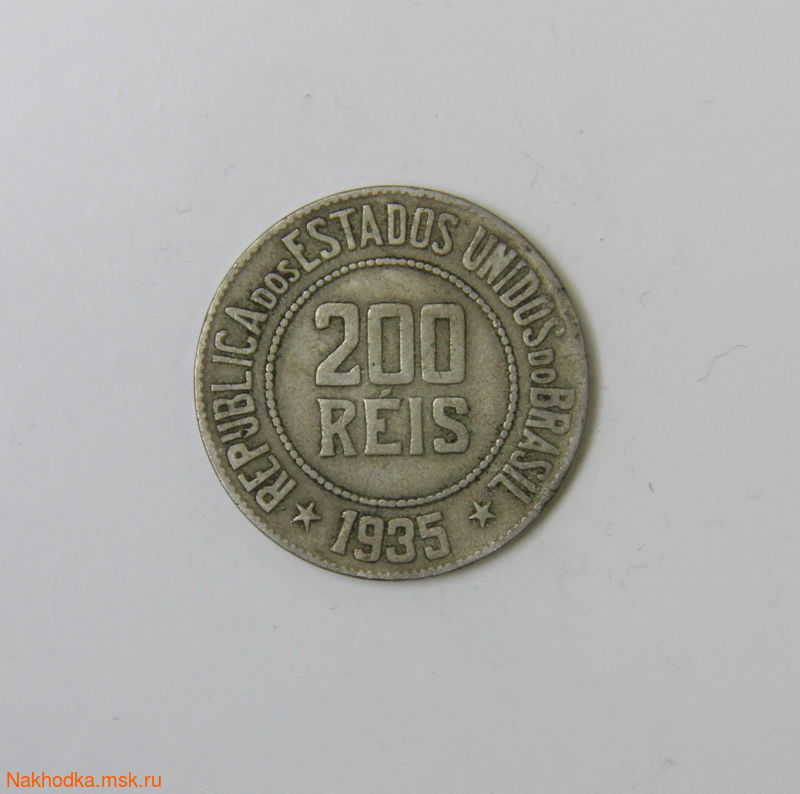 REPUBLICA DOS ESTADOS UNIDOS DO BRASIL
200
RÉIS
1935
Nakhodka.msk.ru